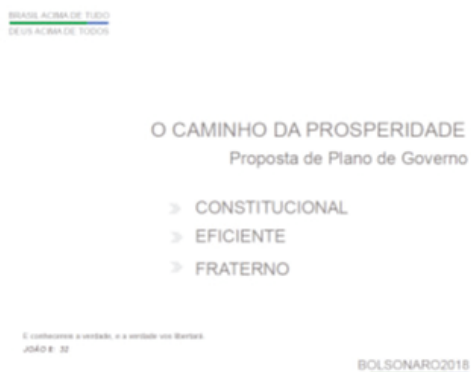 BRASIL ACIMA DE TUDO
DEUS ACIMA DE TODOS
O CAMINHO DA PROSPERIDADE
Proposta de Plano de Governo
CONSTITUCIONAL
EFICIENTE
FRATERNO
E conhecereis a verdade, e a verdade vos libertará.
JOÃO 8: 32
BOLSONARO2018